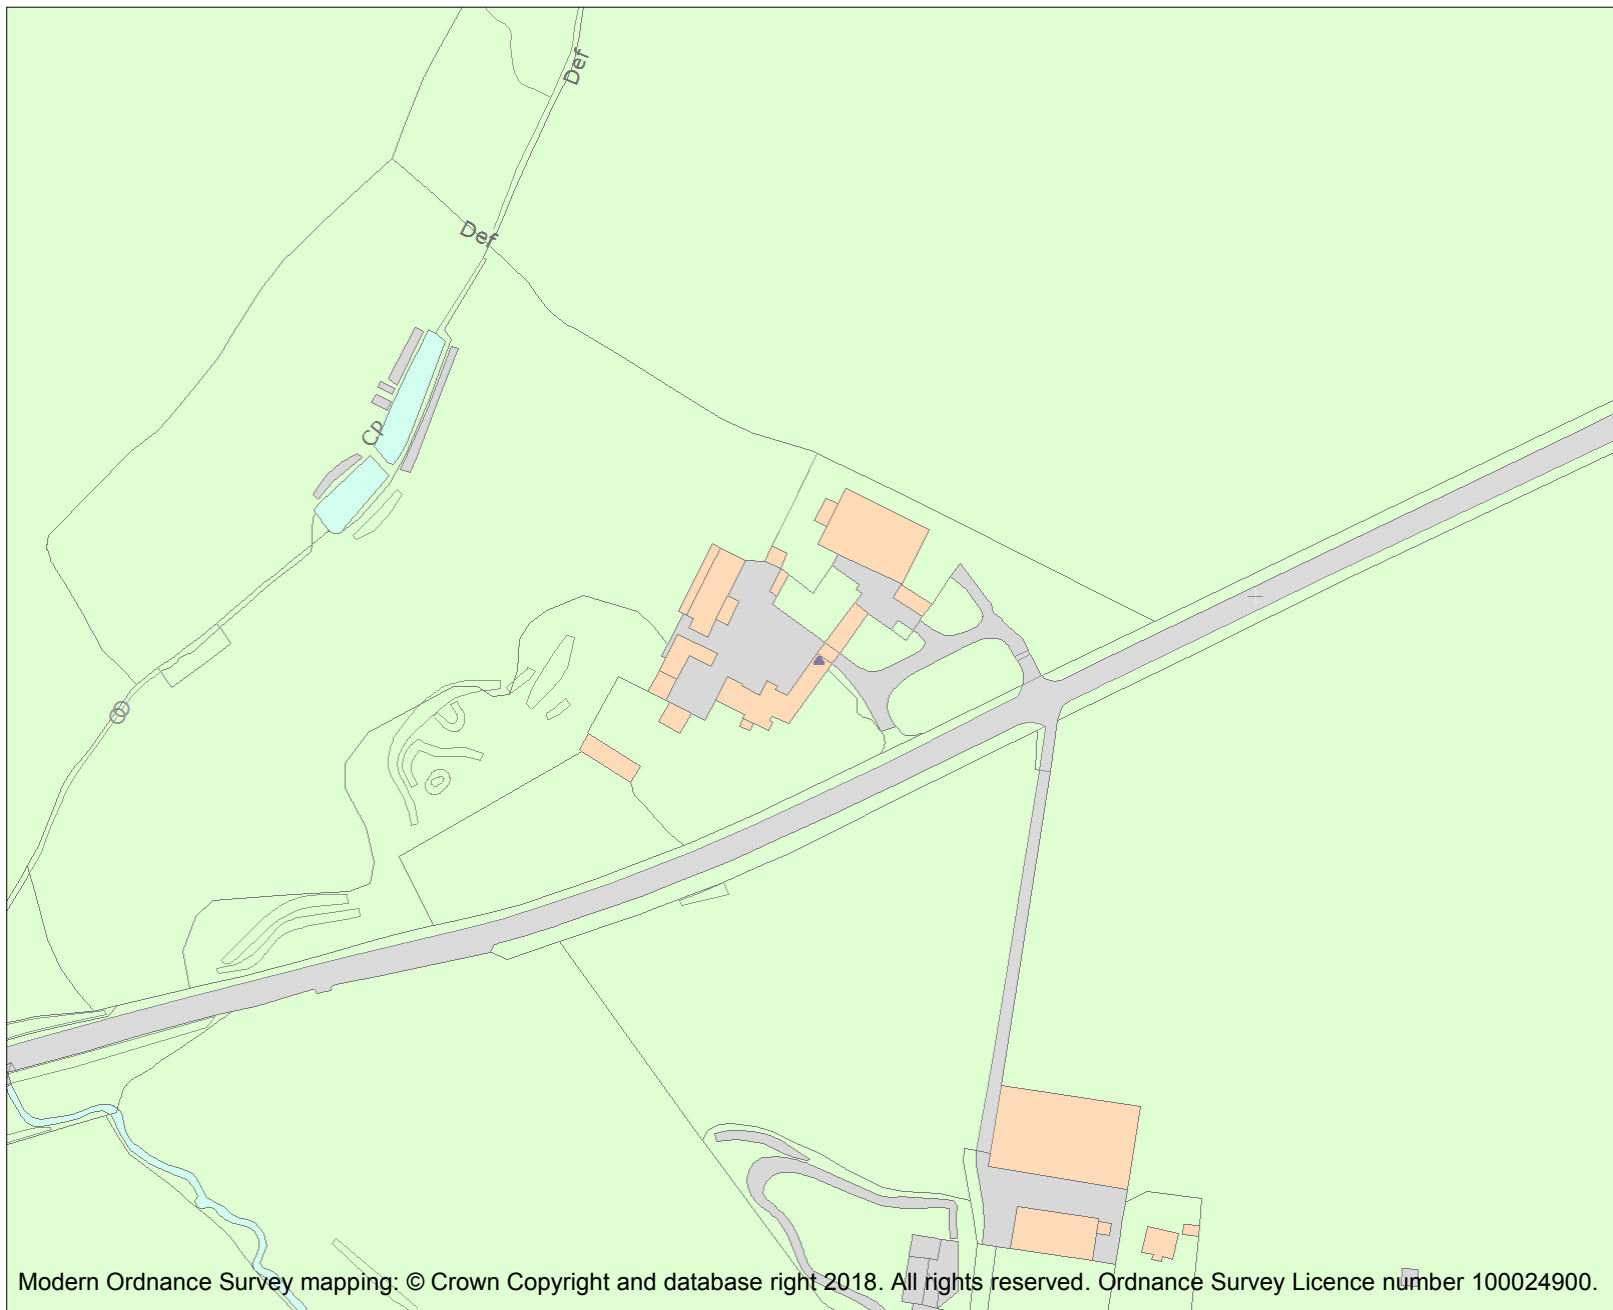 Def
Def
CP
Modern Ordnance Survey mapping: © Crown Copyright and database right 2018. All rights reserved. Ordnance Survey Licence number 100024900.